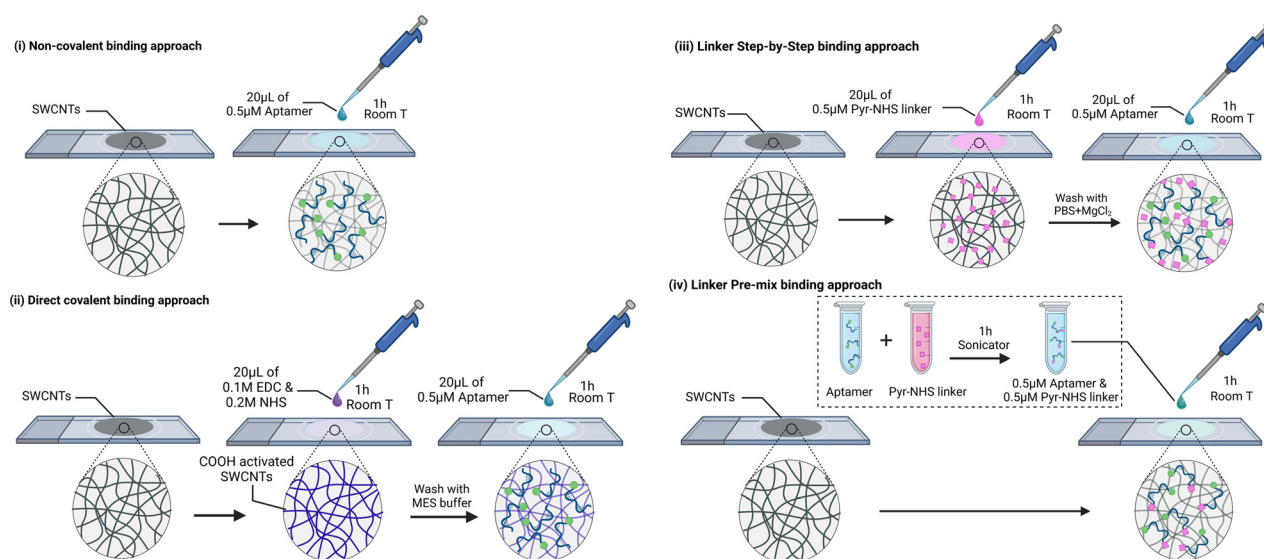 (i) Non-covalent binding approach
SWCNTs
20µL of
0.5µM Aptamer
1h
Room T
(ii) Direct covalent binding approach
SWCNTs
20µL of
0.1M EDC &
0.2M NHS
1h
Room T
20µL of
0.5µM Aptamer
1h
Room T
COOH activated
SWCNTs
Wash with
MES buffer
(iii) Linker Step-by-Step binding approach
SWCNTs
20µL of
0.5µM Pyr-NHS linker
1h
Room T
20µL of
0.5µM Aptamer
1h
Room T
Wash with
PBS+MgCl₂
(iv) Linker Pre-mix binding approach
+
1h
Sonicator
Aptamer
Pyr-NHS linker
0.5µM Aptamer &
0.5µM Pyr-NHS linker
1h
Room T
SWCNTs